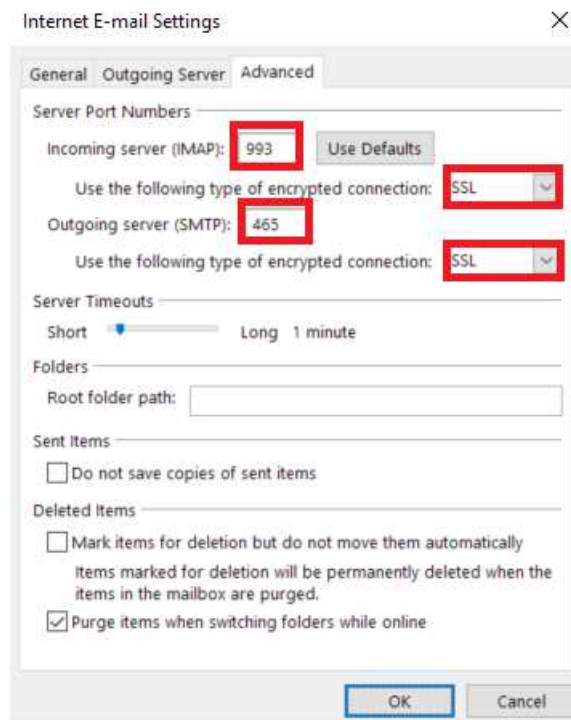 Internet E-mail Settings
General Outgoing Server Advanced
Server Port Numbers
Incoming server (IMAP): 993 Use Defaults
Use the following type of encrypted connection: SSL
Outgoing server (SMTP): 465
Use the following type of encrypted connection: SSL
Server Timeouts
Short Long 1 minute
Folders
Root folder path:
Sent Items
Do not save copies of sent items
Deleted Items
Mark items for deletion but do not move them automatically
Items marked for deletion will be permanently deleted when the
items in the mailbox are purged.
Purge items when switching folders while online
OK Cancel